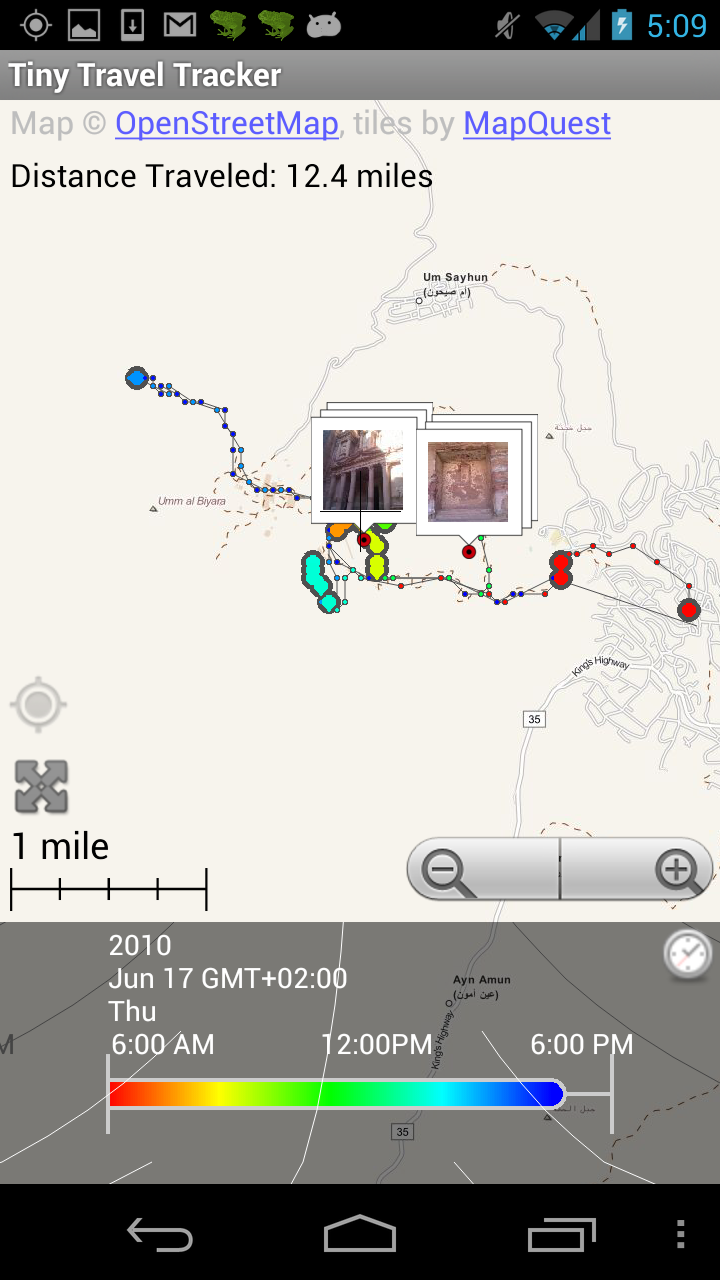 5:09
Tiny Travel Tracker
Map © OpenStreetMap, tiles by MapQuest
Distance Traveled: 12.4 miles
Um Sayhun
(ام صيحون)
Umm al Biyara
King's Highway
35
1 mile
2010
Jun 17 GMT+02:00
Thu
Ayn Amun
(عين أمون)
King's Highway
M
6:00 AM 12:00PM 6:00 PM
35